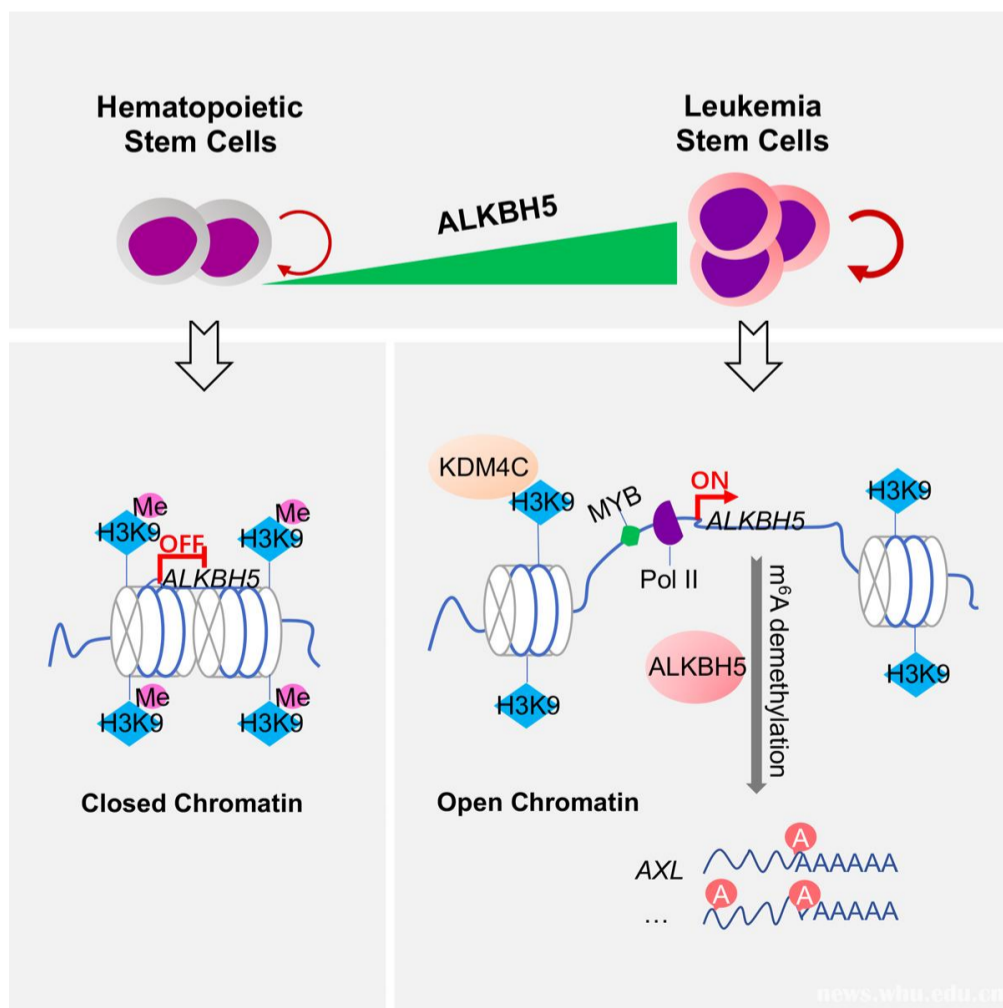 Hematopoietic
Stem Cells
Leukemia
Stem Cells
ALKBH5
Me
H3K9
Me
H3K9
OFF
ALKBH5
Me
H3K9
Me
H3K9
Closed Chromatin
KDM4C
H3K9
MYB
ON
ALKBH5
Pol II
H3K9
m⁶A demethylation
ALKBH5
H3K9
H3K9
Open Chromatin
A
AXL
AAAAAA
A
A
...
AAAAA
news.whu.edu.cn